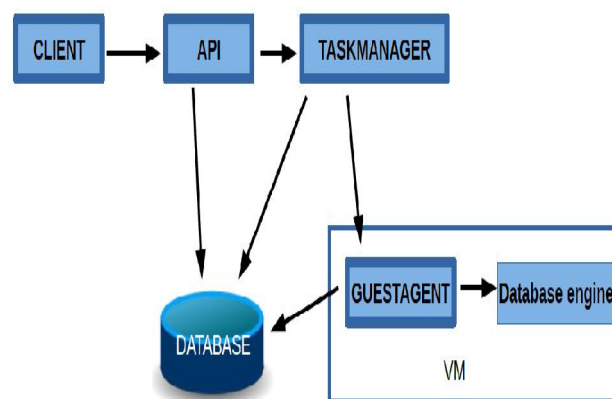 CLIENT
API
TASKMANAGER
GUESTAGENT
Database engine
DATABASE
VM